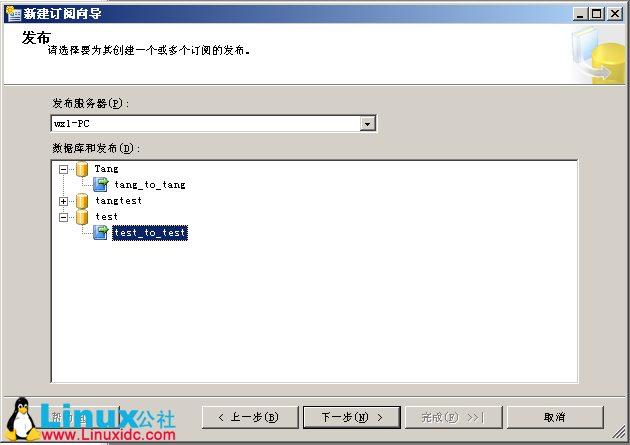 新建订阅向导
发布
请选择要为其创建一个或多个订阅的发布。
发布服务器(P):
wxl-PC
数据库和发布(D):
Tang
tang_to_tang
tangtest
test
test_to_test
< 上一步(B)
下一步(N) >
完成(F) >>|
取消
Linux公社
www.Linuxidc.com